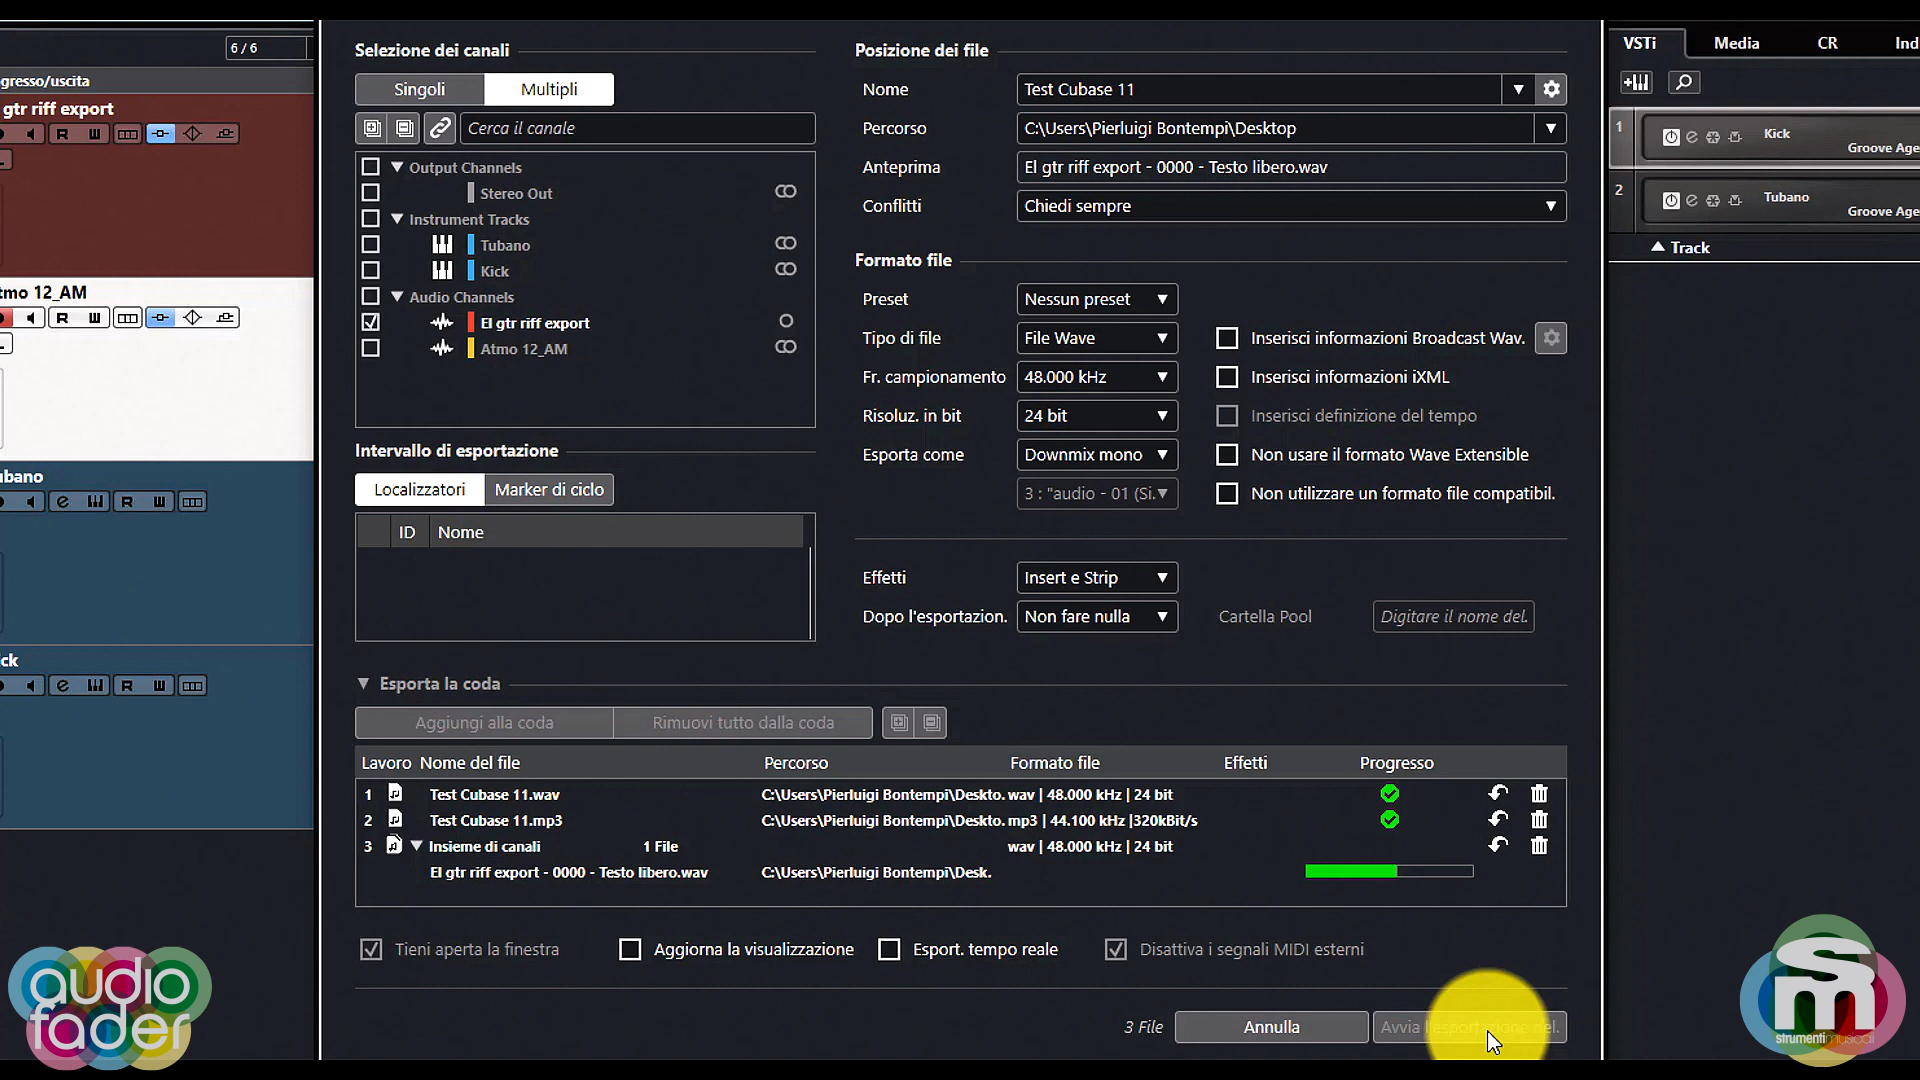 6 / 6
gresso/uscita
gtr riff export
tmo 12_AM
ubano
ck
Selezione dei canali
Singoli
Multipli
Cerca il canale
Output Channels
Stereo Out
Instrument Tracks
Tubano
Kick
Audio Channels
El gtr riff export
Atmo 12_AM
Intervallo di esportazione
Localizzatori
Marker di ciclo
ID Nome
Posizione dei file
Nome Test Cubase 11
Percorso C:\Users\Pierluigi Bontempi\Desktop
Anteprima El gtr riff export - 0000 - Testo libero.wav
Conflitti Chiedi sempre
Formato file
Preset Nessun preset
Tipo di file File Wave Inserisci informazioni Broadcast Wav.
Fr. campionamento 48.000 kHz Inserisci informazioni iXML
Risoluz. in bit 24 bit Inserisci definizione del tempo
Esporta come Downmix mono Non usare il formato Wave Extensible
3 : "audio - 01 (Si. Non utilizzare un formato file compatibil.
Effetti Insert e Strip
Dopo l'esportazion. Non fare nulla Cartella Pool Digitare il nome del.
Esporta la coda
Aggiungi alla coda Rimuovi tutto dalla coda
Lavoro Nome del file Percorso Formato file Effetti Progresso
1 Test Cubase 11.wav C:\Users\Pierluigi Bontempi\Deskto. wav | 48.000 kHz | 24 bit
2 Test Cubase 11.mp3 C:\Users\Pierluigi Bontempi\Deskto. mp3 | 44.100 kHz |320kBit/s
3 Insieme di canali 1 File wav | 48.000 kHz | 24 bit
El gtr riff export - 0000 - Testo libero.wav C:\Users\Pierluigi Bontempi\Desk.
Tieni aperta la finestra Aggiorna la visualizzazione Esport. tempo reale Disattiva i segnali MIDI esterni
3 File Annulla Avvia l'esportazione del.
VSTi Media CR Ind
1 Kick
Groove Age
2 Tubano
Groove Age
Track
audio
fader
sm
strumentimusicali